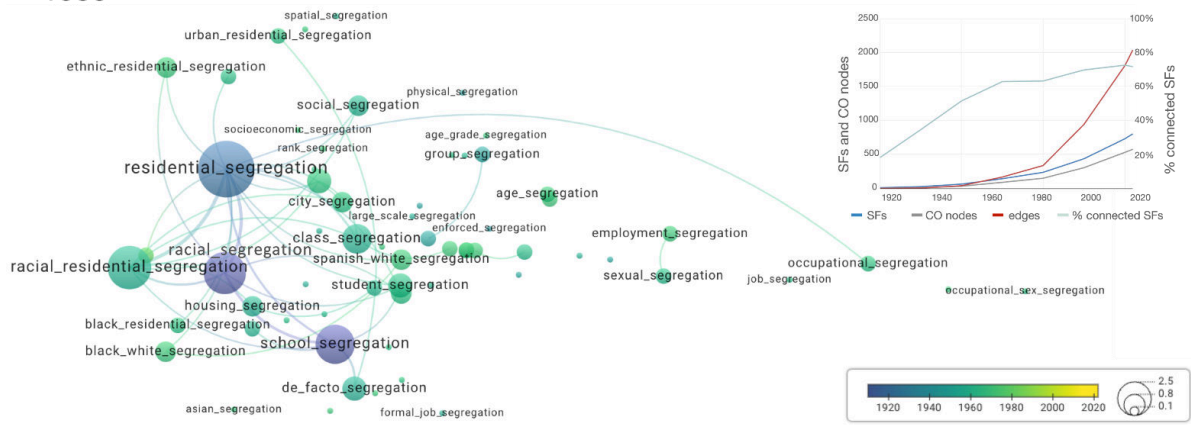 spatial_segregation
urban_residential_segregation
ethnic_residential_segregation
social_segregation
physical_segregation
socioeconomic_segregation
age_grade_segregation
rank_segregation
group_segregation
residential_segregation
age_segregation
city_segregation
large_scale_segregation
enforced_segregation
class_segregation
employment_segregation
racial_segregation
spanish_white_segregation
racial_residential_segregation
occupational_segregation
sexual_segregation
job_segregation
student_segregation
occupational_sex_segregation
housing_segregation
black_residential_segregation
school_segregation
black_white_segregation
de_facto_segregation
asian_segregation
formal_job_segregation
SFs and CO nodes
2500
2000
1500
1000
500
0
100%
80%
60%
40%
20%
% connected SFs
1920 1940 1960 1980 2000 2020
SFs CO nodes edges % connected SFs
1920 1940 1960 1980 2000 2020
2.5
0.8
0.1